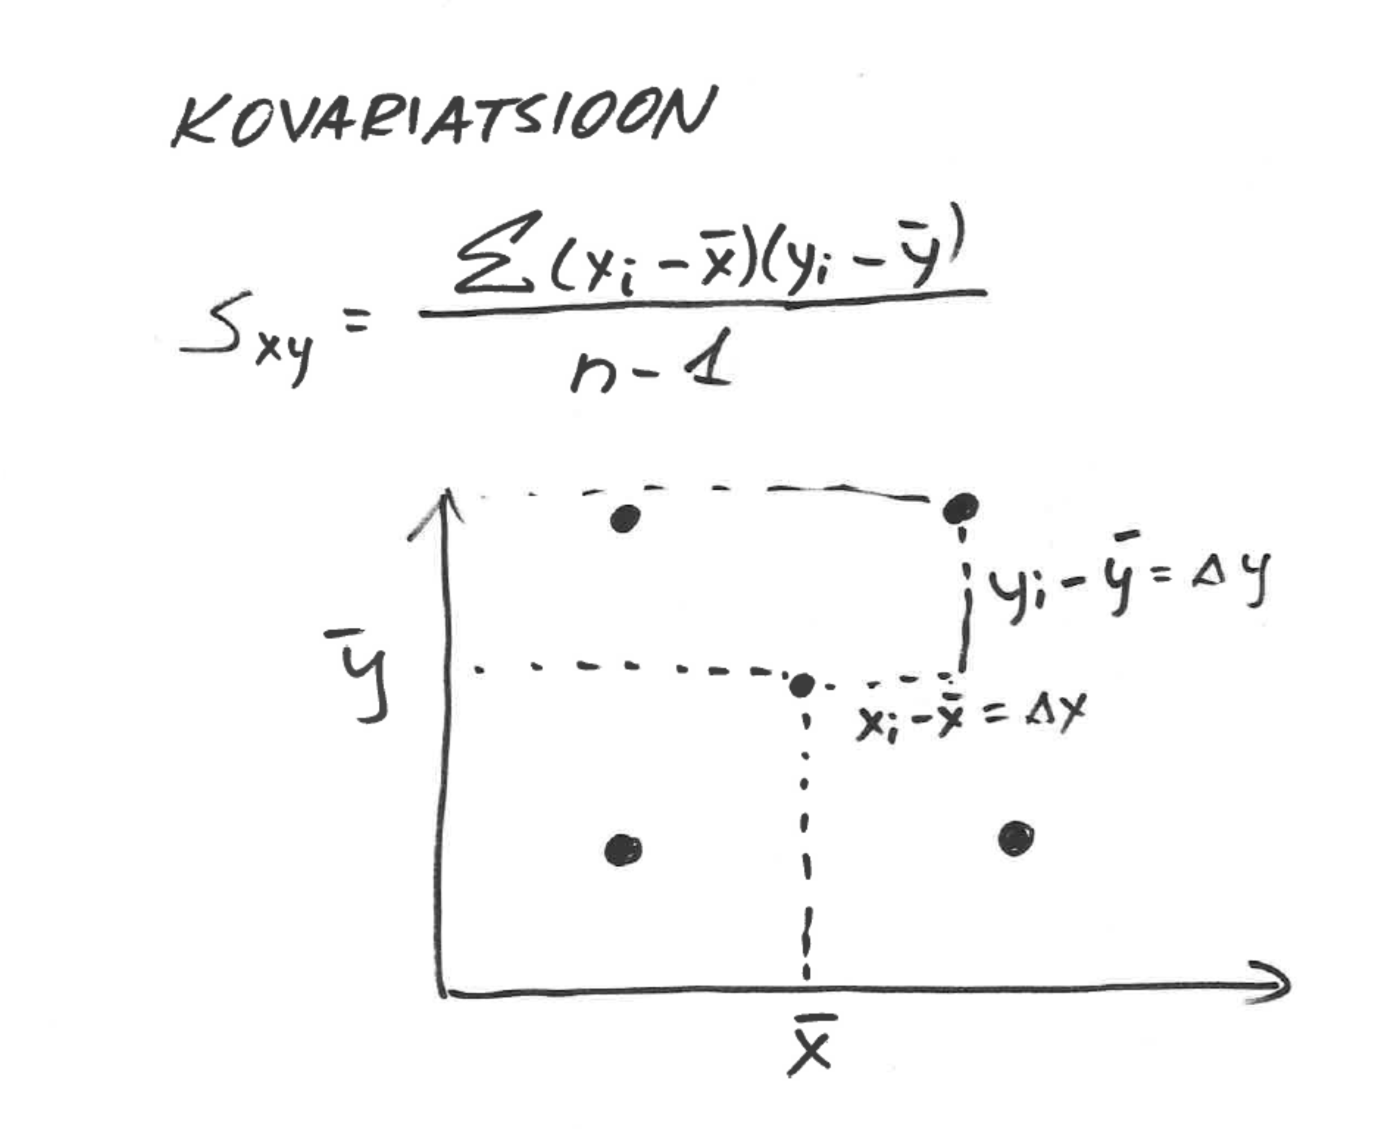 KOVARIATSIOON
Sxy = Σ(xi - x̄)(yi - ȳ)
n - 1
yi - ȳ = Δy
ȳ
xi - x̄ = Δx
x̄